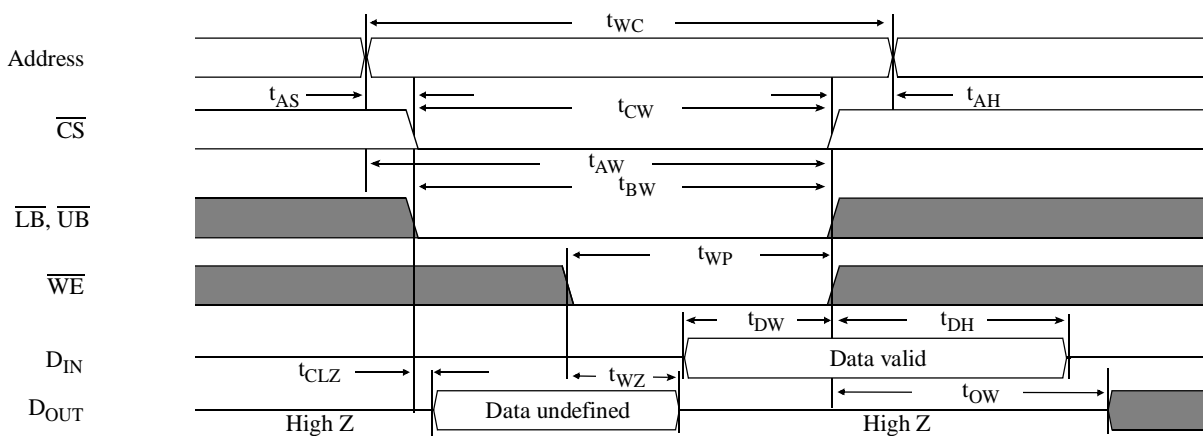 tWC
Address
tAS
tAH
tCW
CS
tAW
tBW
LB, UB
tWP
WE
tDW
tDH
DIN
Data valid
tCLZ
tWZ
tOW
DOUT
Data undefined
High Z
High Z